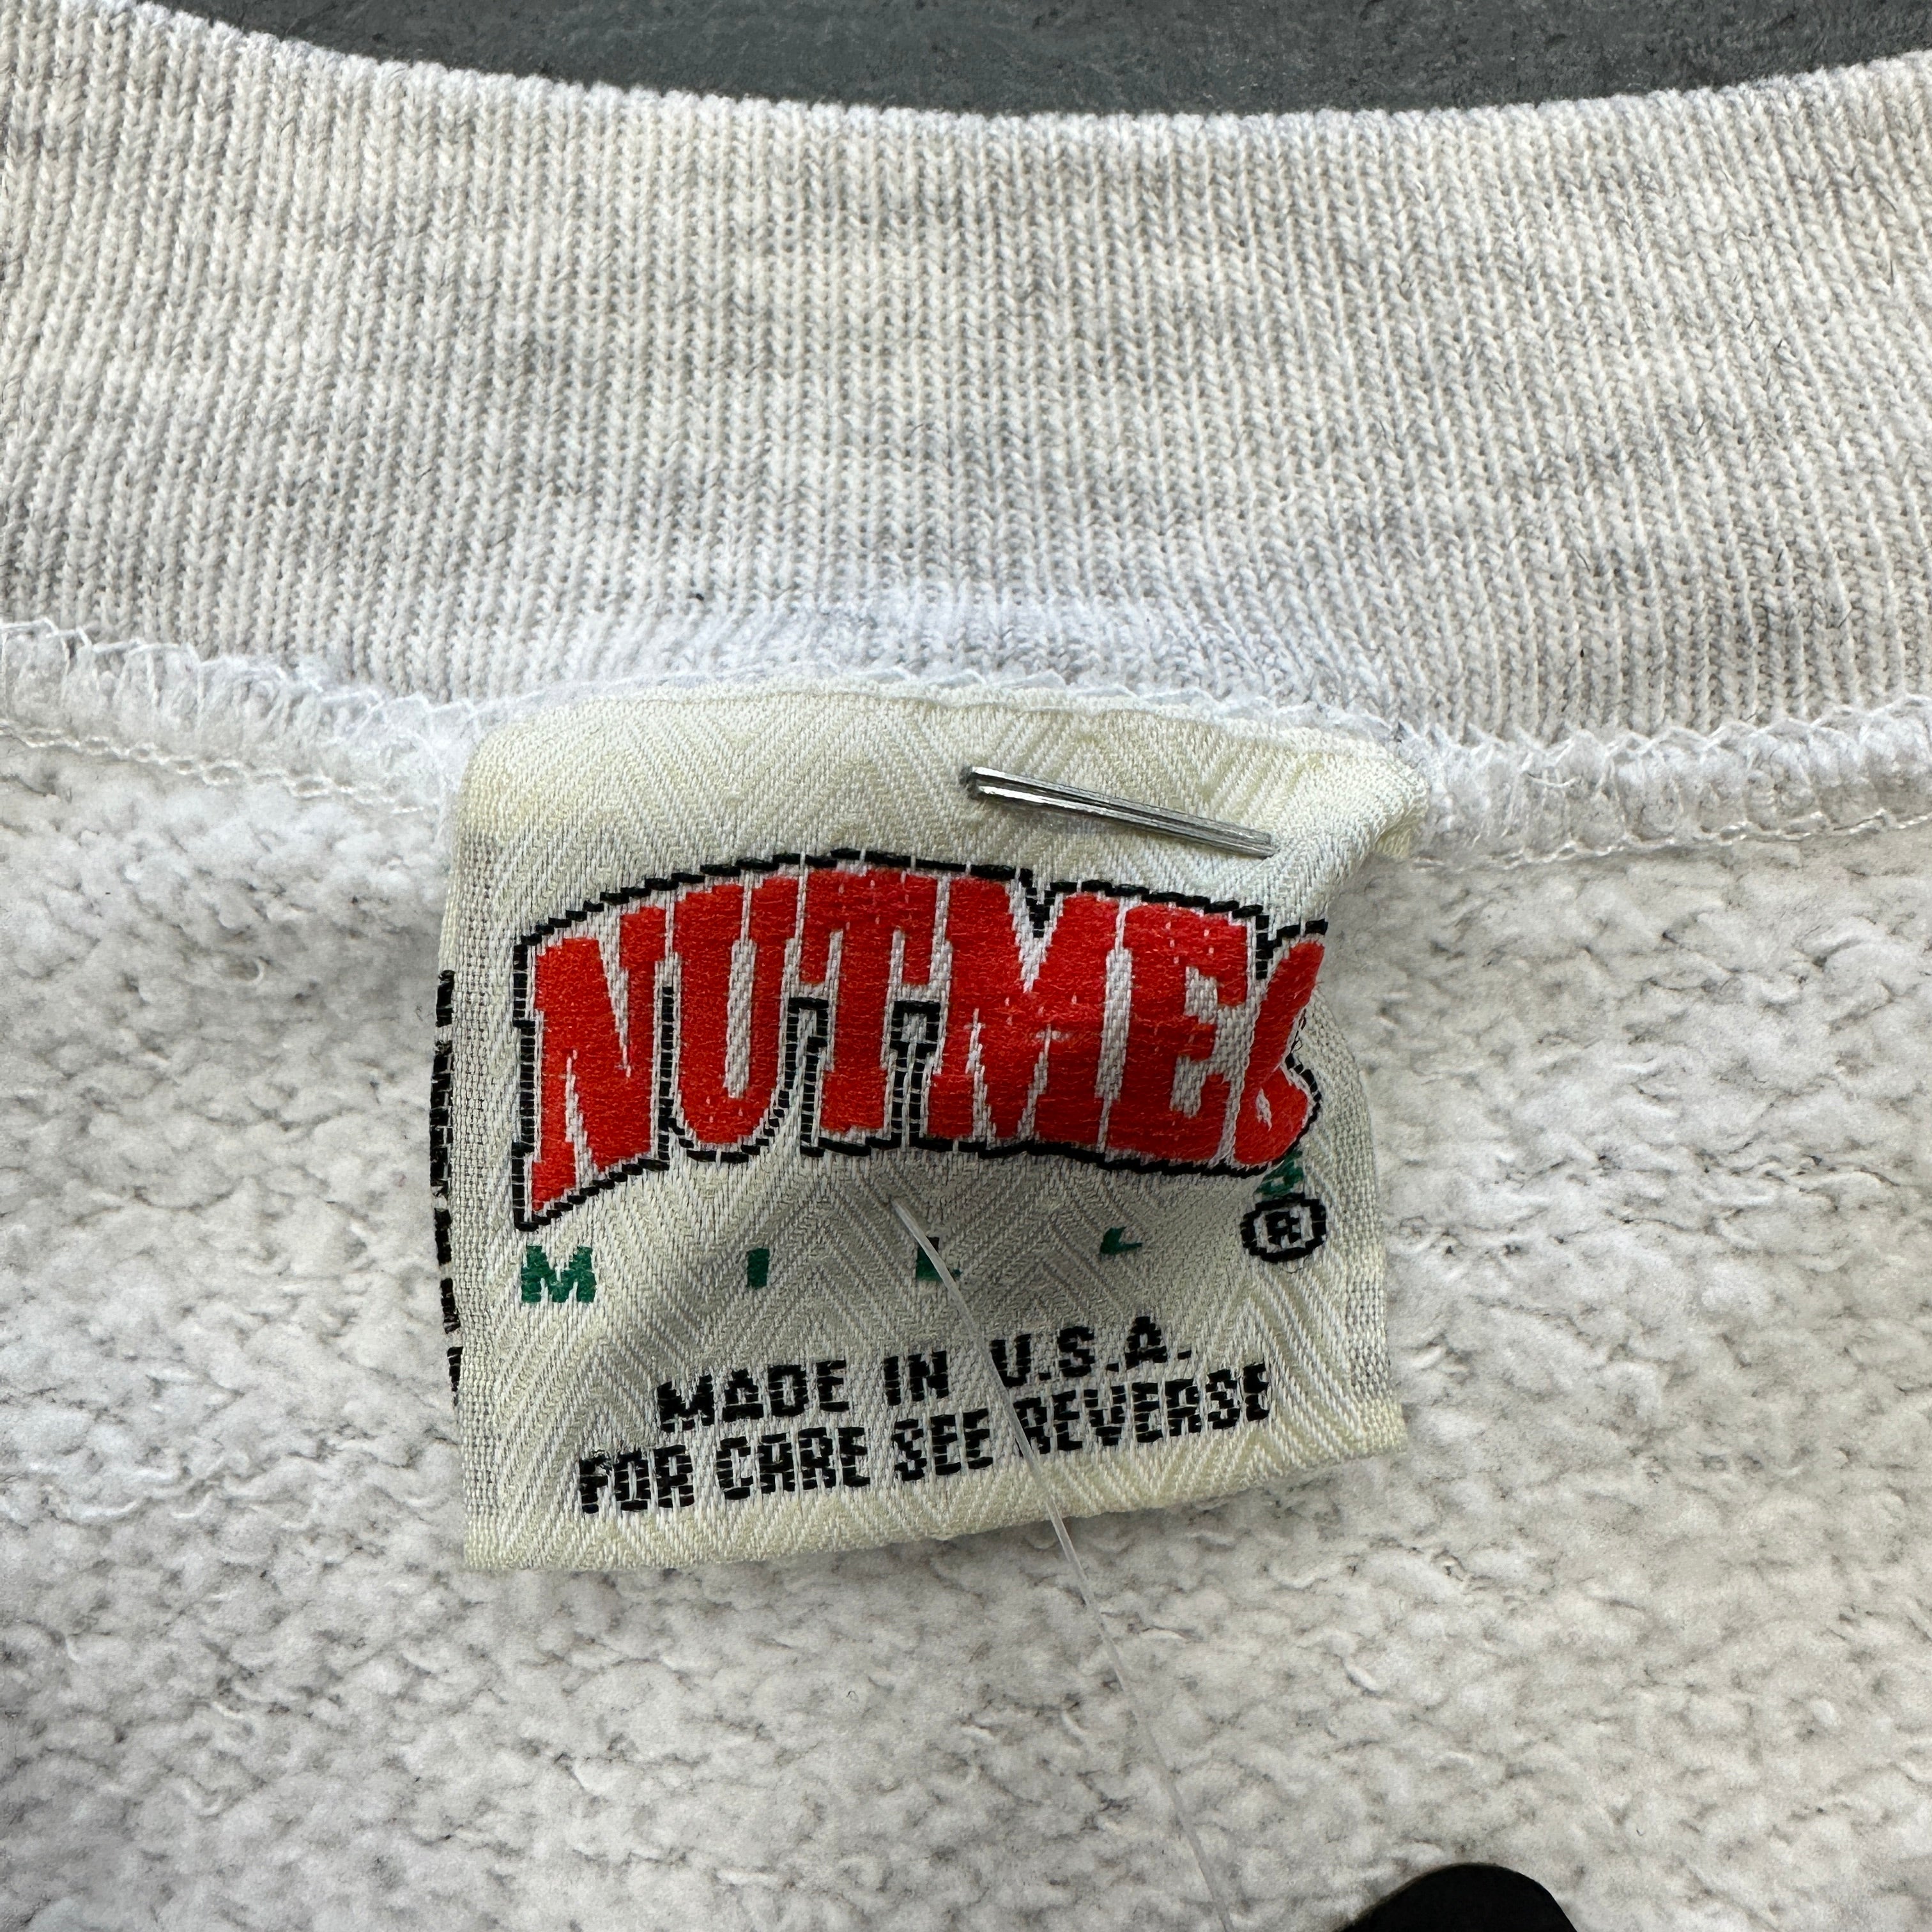 NUTMEG
MILLS
®
MADE IN U.S.A.
FOR CARE SEE REVERSE